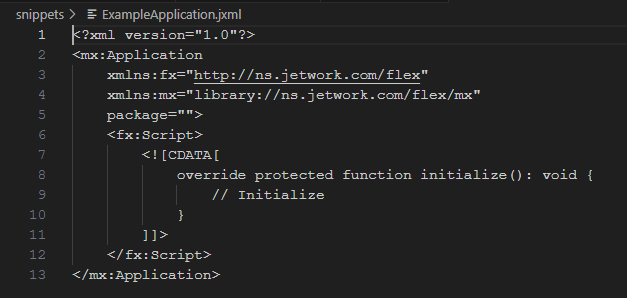 snippets > ExampleApplication.jxml
1 <?xml version="1.0"?>
2 <mx:Application
3     xmlns:fx="http://ns.jetwork.com/flex"
4     xmlns:mx="library://ns.jetwork.com/flex/mx"
5     package="">
6     <fx:Script>
7         <![CDATA[
8             override protected function initialize(): void {
9                 // Initialize
10             }
11         ]]>
12     </fx:Script>
13 </mx:Application>